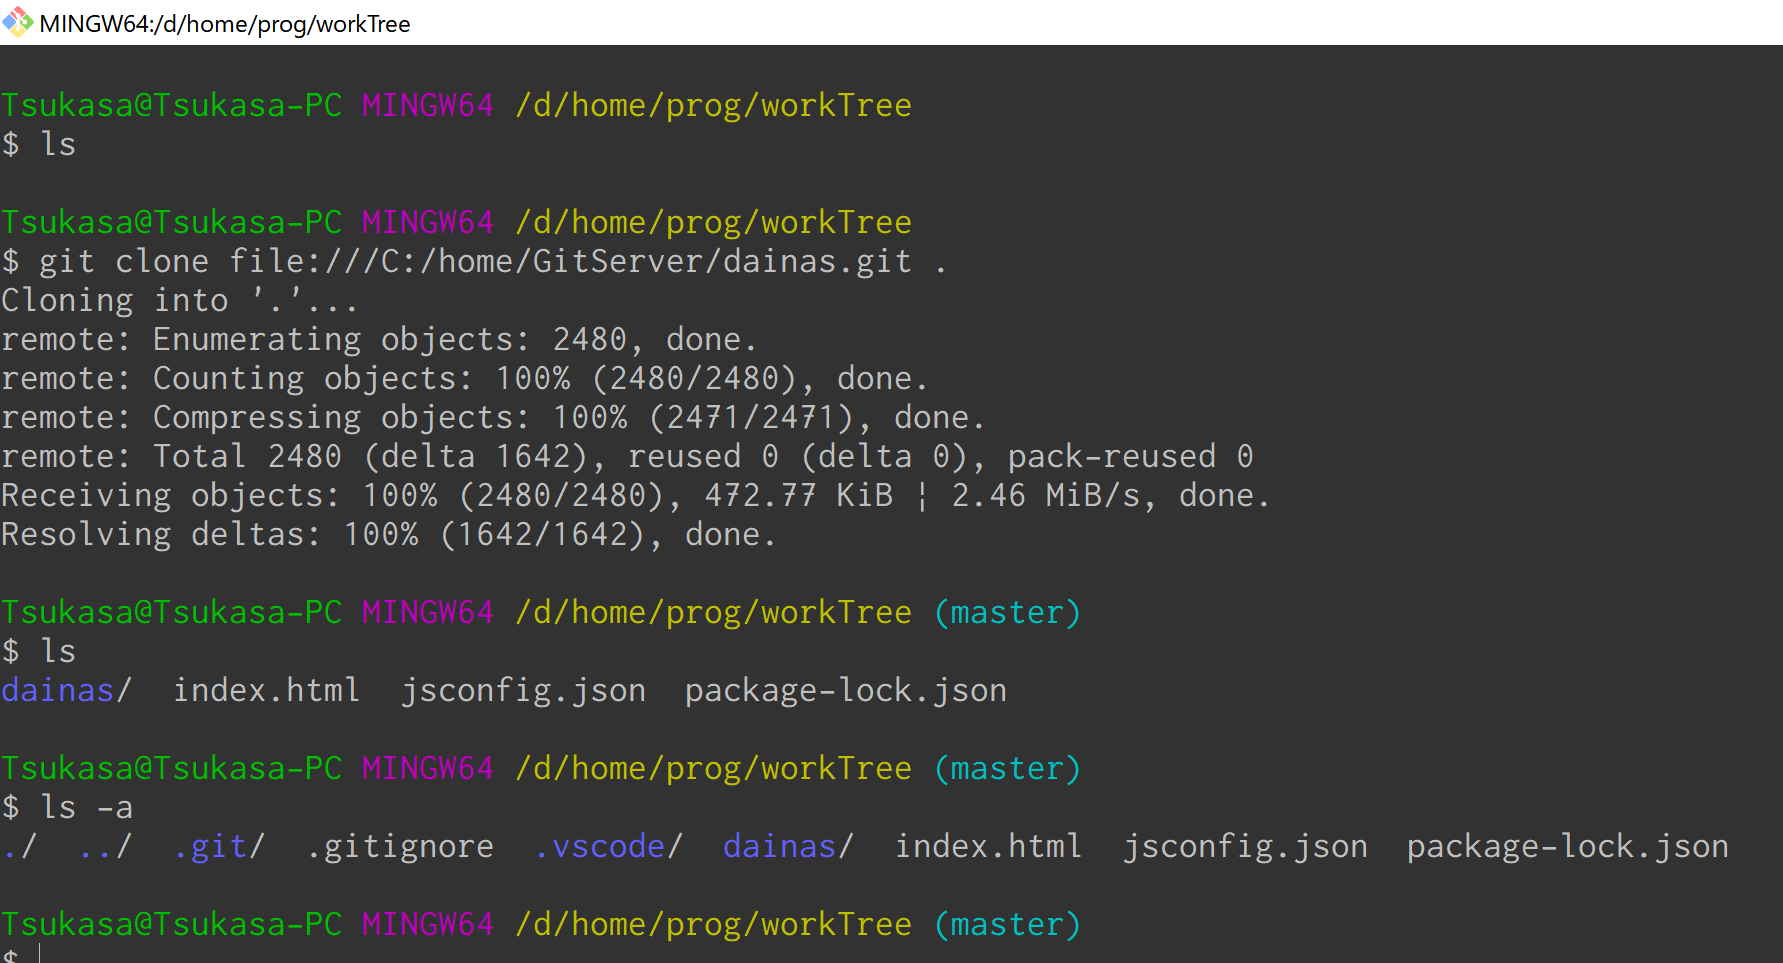 MINGW64:/d/home/prog/workTree
Tsukasa@Tsukasa-PC MINGW64 /d/home/prog/workTree
$ ls
Tsukasa@Tsukasa-PC MINGW64 /d/home/prog/workTree
$ git clone file:///C:/home/GitServer/dainas.git .
Cloning into '.'...
remote: Enumerating objects: 2480, done.
remote: Counting objects: 100% (2480/2480), done.
remote: Compressing objects: 100% (2471/2471), done.
remote: Total 2480 (delta 1642), reused 0 (delta 0), pack-reused 0
Receiving objects: 100% (2480/2480), 472.77 KiB ¦ 2.46 MiB/s, done.
Resolving deltas: 100% (1642/1642), done.
Tsukasa@Tsukasa-PC MINGW64 /d/home/prog/workTree (master)
$ ls
dainas/  index.html  jsconfig.json  package-lock.json
Tsukasa@Tsukasa-PC MINGW64 /d/home/prog/workTree (master)
$ ls -a
./  ../  .git/  .gitignore  .vscode/  dainas/  index.html  jsconfig.json  package-lock.json
Tsukasa@Tsukasa-PC MINGW64 /d/home/prog/workTree (master)
$